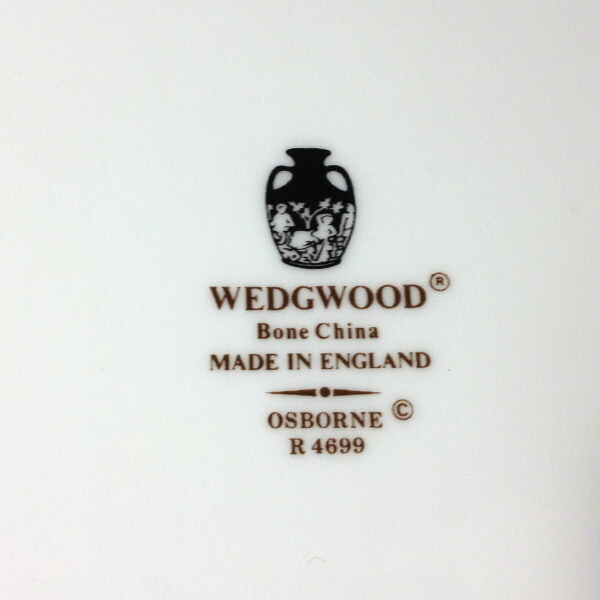 WEDGWOOD®
Bone China
MADE IN ENGLAND
OSBORNE ©
R 4699